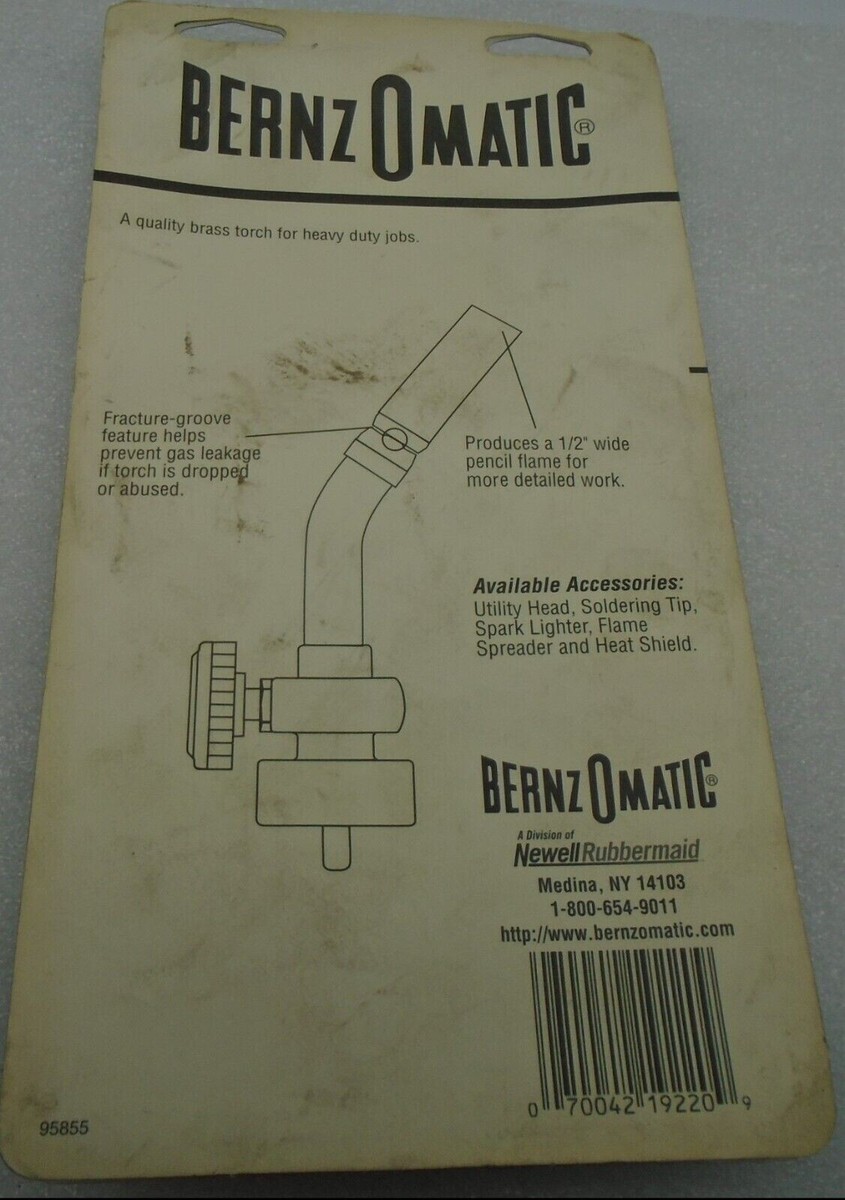 BERNZOMATIC®
A quality brass torch for heavy duty jobs.
Fracture-groove
feature helps
prevent gas leakage
if torch is dropped
or abused.
Produces a 1/2" wide
pencil flame for
more detailed work.
Available Accessories:
Utility Head, Soldering Tip,
Spark Lighter, Flame
Spreader and Heat Shield.
BERNZOMATIC®
A Division of
NewellRubbermaid
Medina, NY 14103
1-800-654-9011
http://www.bernzomatic.com
0 70042 19220 9
95855